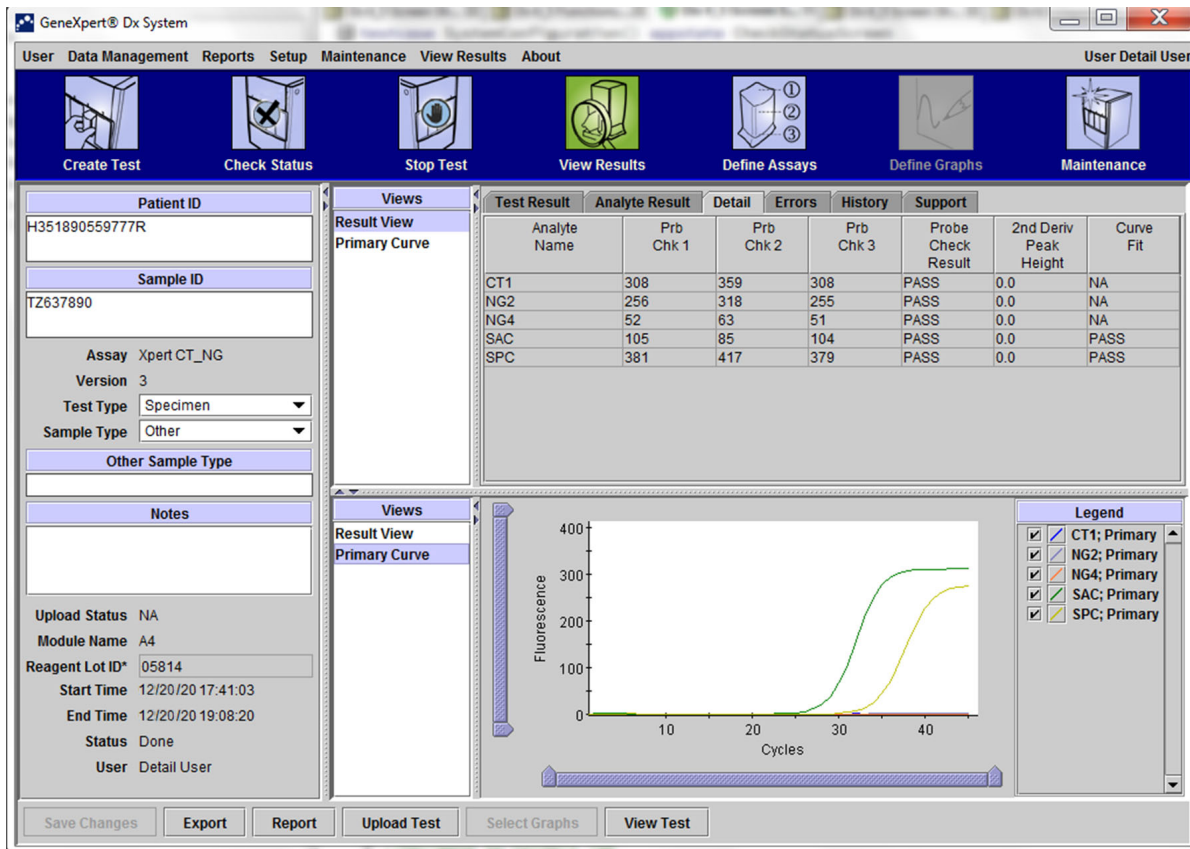 GeneXpert® Dx System
User Data Management Reports Setup Maintenance View Results About User Detail User
Create Test Check Status Stop Test View Results Define Assays Define Graphs Maintenance
①
②
③
Patient ID
H351890559777R
Sample ID
TZ637890
Assay Xpert CT_NG
Version 3
Test Type Specimen
Sample Type Other
Other Sample Type
Notes
Upload Status NA
Module Name A4
Reagent Lot ID* 05814
Start Time 12/20/20 17:41:03
End Time 12/20/20 19:08:20
Status Done
User Detail User
Views
Result View
Primary Curve
Test Result Analyte Result Detail Errors History Support
Analyte Name Prb Chk 1 Prb Chk 2 Prb Chk 3 Probe Check Result 2nd Deriv Peak Height Curve Fit
CT1 308 359 308 PASS 0.0 NA
NG2 256 318 255 PASS 0.0 NA
NG4 52 63 51 PASS 0.0 NA
SAC 105 85 104 PASS 0.0 PASS
SPC 381 417 379 PASS 0.0 PASS
Views
Result View
Primary Curve
Fluorescence
400
300
200
100
0
10 20 30 40
Cycles
Legend
CT1; Primary
NG2; Primary
NG4; Primary
SAC; Primary
SPC; Primary
Save Changes Export Report Upload Test Select Graphs View Test